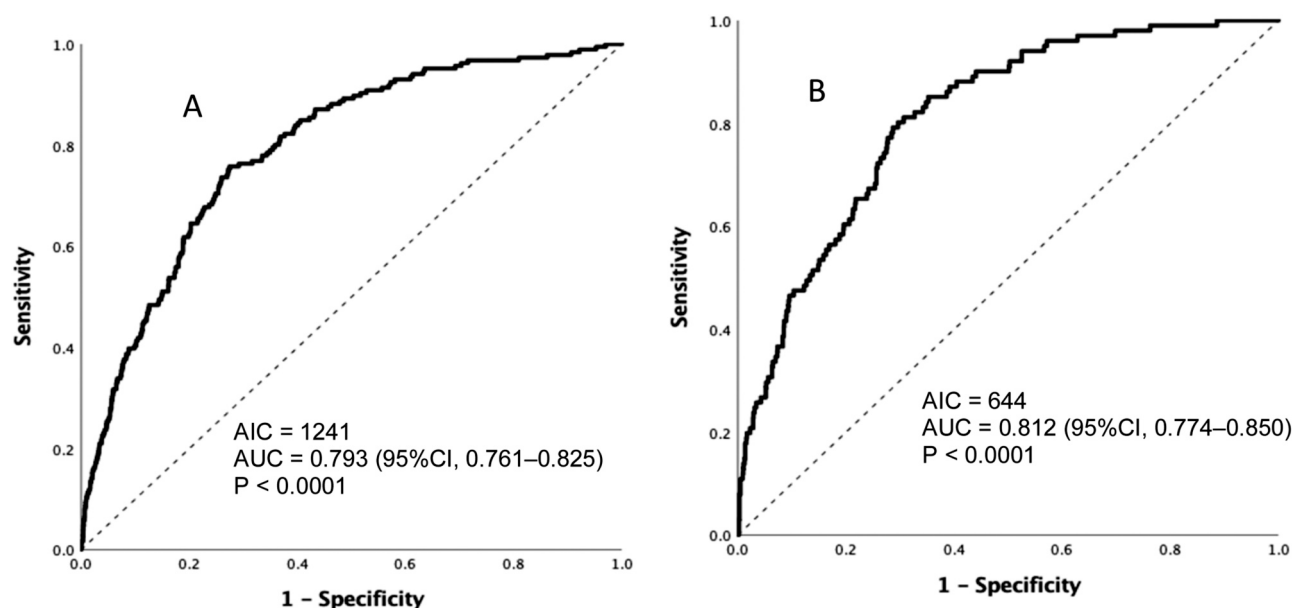 A
1.0
0.8
0.6
0.4
0.2
0.0
Sensitivity
AIC = 1241
AUC = 0.793 (95%CI, 0.761–0.825)
P < 0.0001
0.0 0.2 0.4 0.6 0.8 1.0
1 – Specificity
B
1.0
0.8
0.6
0.4
0.2
0.0
Sensitivity
AIC = 644
AUC = 0.812 (95%CI, 0.774–0.850)
P < 0.0001
0.0 0.2 0.4 0.6 0.8 1.0
1 – Specificity